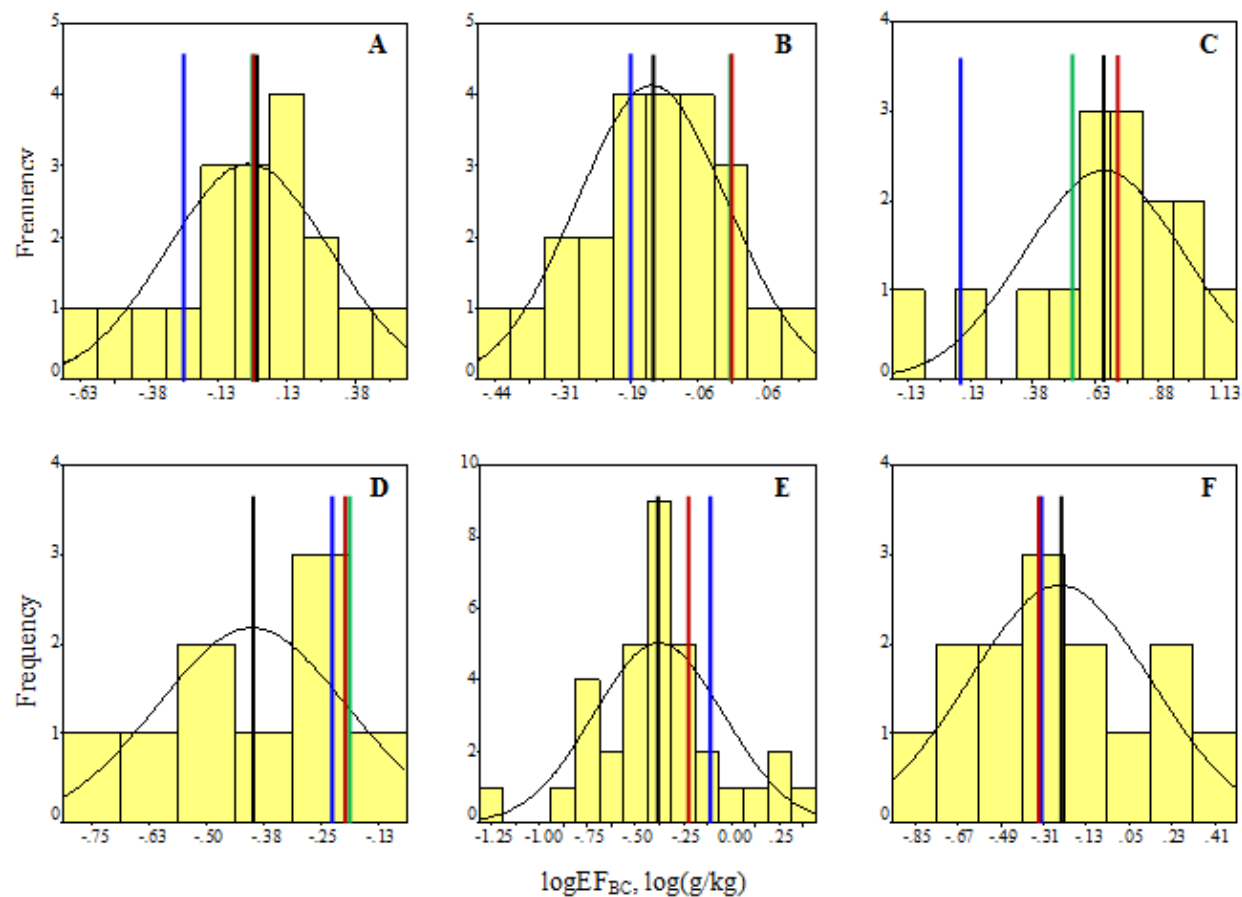 5
4
3
2
1
0
A
-.63 -.38 -.13 .13 .38
5
4
3
2
1
0
B
-.44 -.31 -.19 -.06 .06
4
3
2
1
0
C
-.13 .13 .38 .63 .88 1.13
Frequency
4
3
2
1
0
D
-.75 -.63 -.50 -.38 -.25 -.13
10
8
6
4
2
0
E
-1.25 -1.00 -.75 -.50 -.25 0.00 .25
4
3
2
1
0
F
-.85 -.67 -.49 -.31 -.13 .05 .23 .41
Frequency
logEF_BC, log(g/kg)